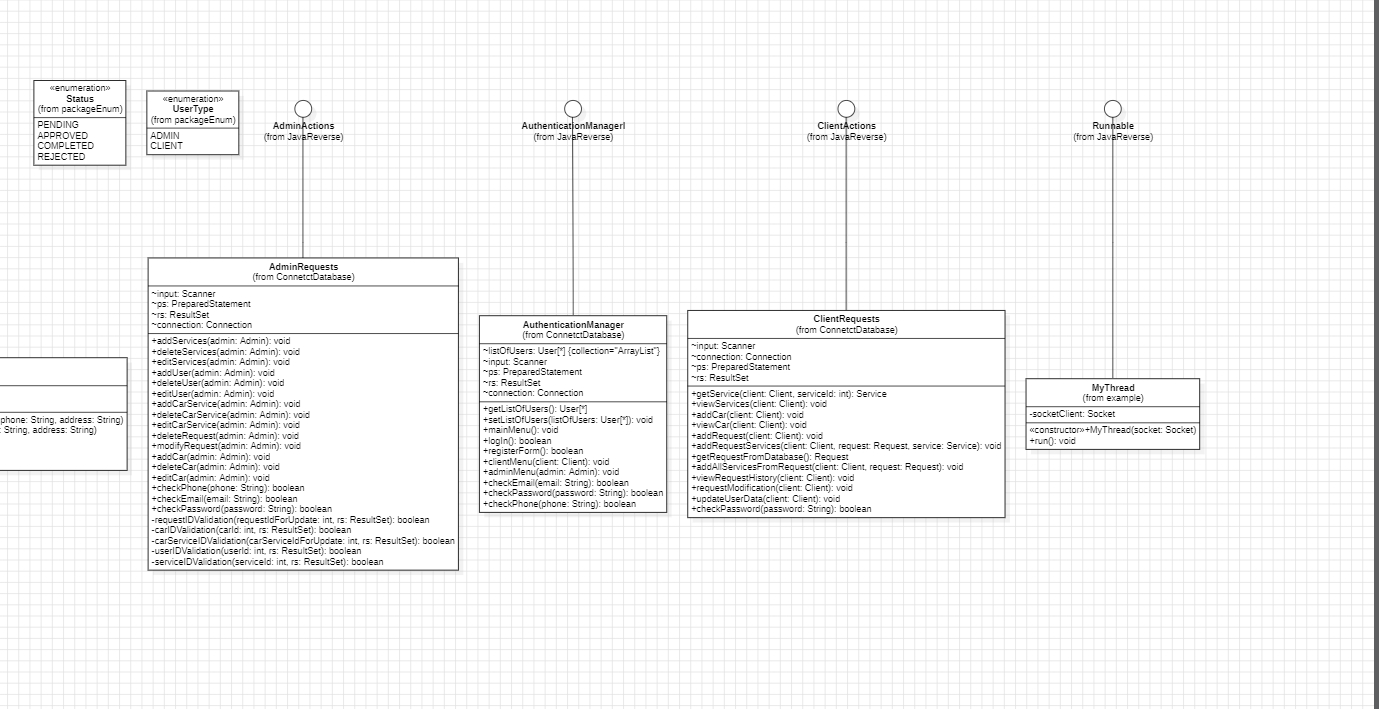 «enumeration»
Status
(from packageEnum)
PENDING
APPROVED
COMPLETED
REJECTED
«enumeration»
UserType
(from packageEnum)
ADMIN
CLIENT
AdminActions
(from JavaReverse)
AuthenticationManagerI
(from JavaReverse)
ClientActions
(from JavaReverse)
Runnable
(from JavaReverse)
phone: String, address: String)
: String, address: String)
AdminRequests
(from ConnetctDatabase)
~input: Scanner
~ps: PreparedStatement
~rs: ResultSet
~connection: Connection
+addServices(admin: Admin): void
+deleteServices(admin: Admin): void
+editServices(admin: Admin): void
+addUser(admin: Admin): void
+deleteUser(admin: Admin): void
+editUser(admin: Admin): void
+addCarService(admin: Admin): void
+deleteCarService(admin: Admin): void
+editCarService(admin: Admin): void
+deleteRequest(admin: Admin): void
+modifyRequest(admin: Admin): void
+addCar(admin: Admin): void
+deleteCar(admin: Admin): void
+editCar(admin: Admin): void
+checkPhone(phone: String): boolean
+checkEmail(email: String): boolean
+checkPassword(password: String): boolean
-requestIDValidation(requestIdForUpdate: int, rs: ResultSet): boolean
-carIDValidation(carId: int, rs: ResultSet): boolean
-carServiceIDValidation(carServiceIdForUpdate: int, rs: ResultSet): boolean
-userIDValidation(userId: int, rs: ResultSet): boolean
-serviceIDValidation(serviceId: int, rs: ResultSet): boolean
AuthenticationManager
(from ConnetctDatabase)
~listOfUsers: User[*] {collection="ArrayList"}
~input: Scanner
~ps: PreparedStatement
~rs: ResultSet
~connection: Connection
+getListOfUsers(): User[*]
+setListOfUsers(listOfUsers: User[*]): void
+mainMenu(): void
+logIn(): boolean
+registerForm(): boolean
+clientMenu(client: Client): void
+adminMenu(admin: Admin): void
+checkEmail(email: String): boolean
+checkPassword(password: String): boolean
+checkPhone(phone: String): boolean
ClientRequests
(from ConnetctDatabase)
~input: Scanner
~connection: Connection
~ps: PreparedStatement
~rs: ResultSet
+getService(client: Client, serviceId: int): Service
+viewServices(client: Client): void
+addCar(client: Client): void
+viewCar(client: Client): void
+addRequest(client: Client): void
+addRequestServices(client: Client, request: Request, service: Service): void
+getRequestFromDatabase(): Request
+addAllServicesFromRequest(client: Client, request: Request): void
+viewRequestHistory(client: Client): void
+requestModification(client: Client): void
+updateUserData(client: Client): void
+checkPassword(password: String): boolean
MyThread
(from example)
-socketClient: Socket
«constructor»+MyThread(socket: Socket)
+run(): void